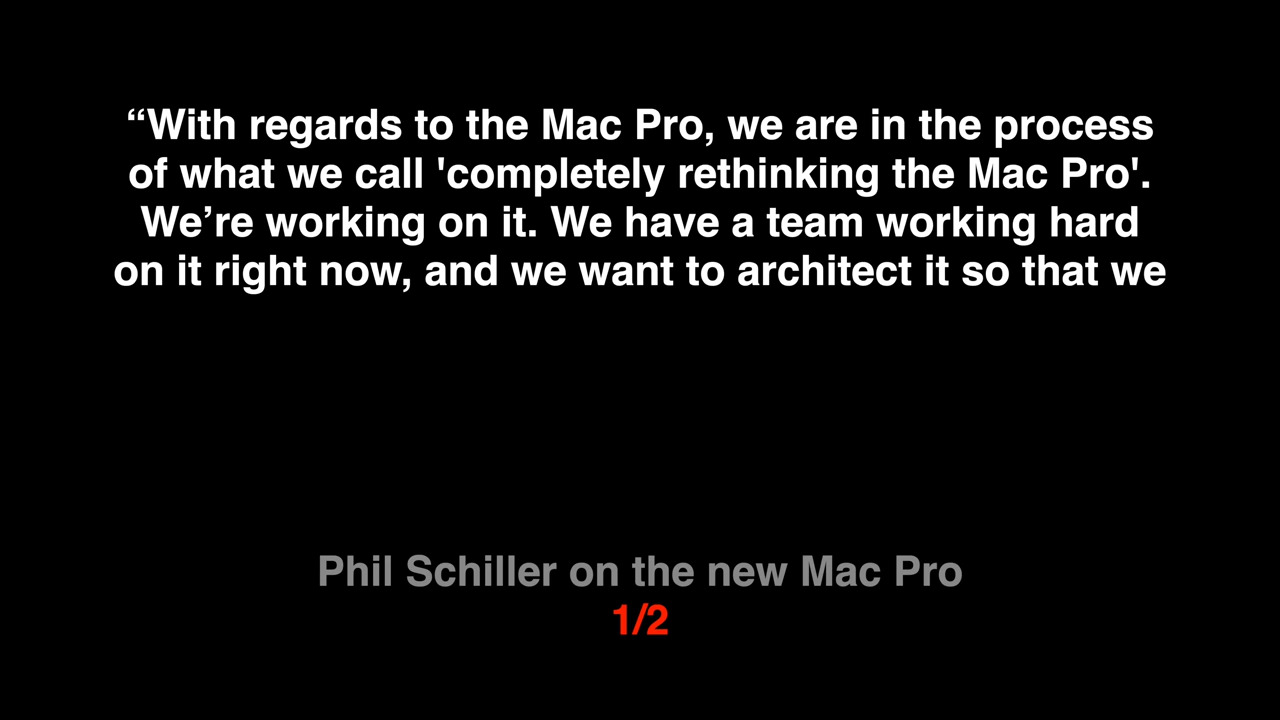 “With regards to the Mac Pro, we are in the process
of what we call 'completely rethinking the Mac Pro'.
We’re working on it. We have a team working hard
on it right now, and we want to architect it so that we
Phil Schiller on the new Mac Pro
1/2